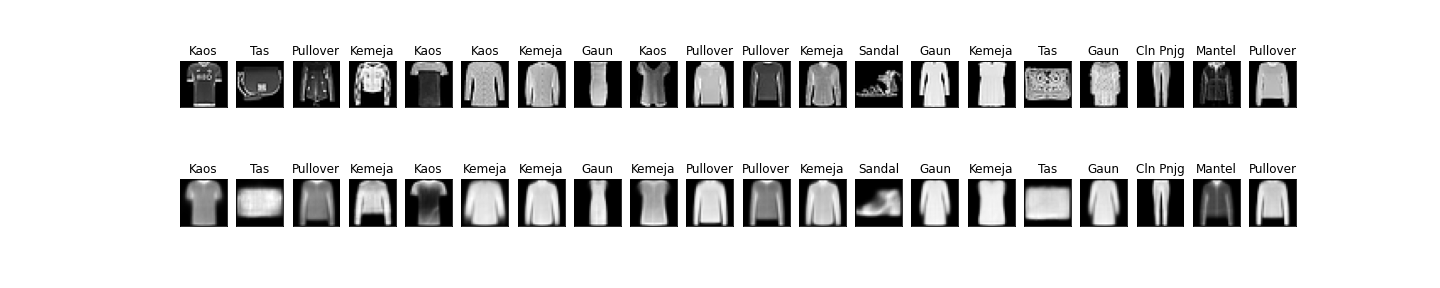 Kaos Tas Pullover Kemeja Kaos Kaos Kemeja Gaun Kaos Pullover Pullover Kemeja Sandal Gaun Kemeja Tas Gaun Cln Pnjg Mantel Pullover
Kaos Tas Pullover Kemeja Kaos Kemeja Kemeja Gaun Kemeja Pullover Pullover Kemeja Sandal Gaun Kemeja Tas Gaun Cln Pnjg Mantel Pullover